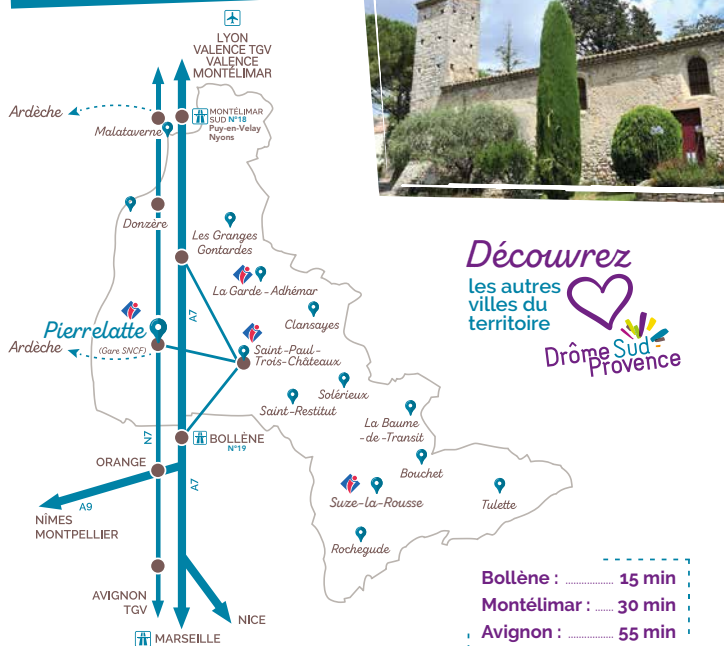 LYON
VALENCE TGV
VALENCE
MONTÉLIMAR
Ardèche
MONTÉLIMAR
SUD N°18
Puy-en-Velay
Nyons
Malataverne
Donzère
Les Granges
Gontardes
La Garde - Adhémar
A7
Clansayes
Pierrelatte
(Gare SNCF)
Ardèche
Saint-Paul-
Trois-Châteaux
Solérieux
Saint-Restitut
La Baume
-de-Transit
N7
BOLLÈNE
N°19
ORANGE
A7
Bouchet
Suze-la-Rousse
Tulette
A9
NÎMES
MONTPELLIER
Rochegude
AVIGNON
TGV
NICE
MARSEILLE
Découvrez
les autres
villes du
territoire
Drôme Sud
Provence
Bollène : ................. 15 min
Montélimar : ...... 30 min
Avignon : .............. 55 min